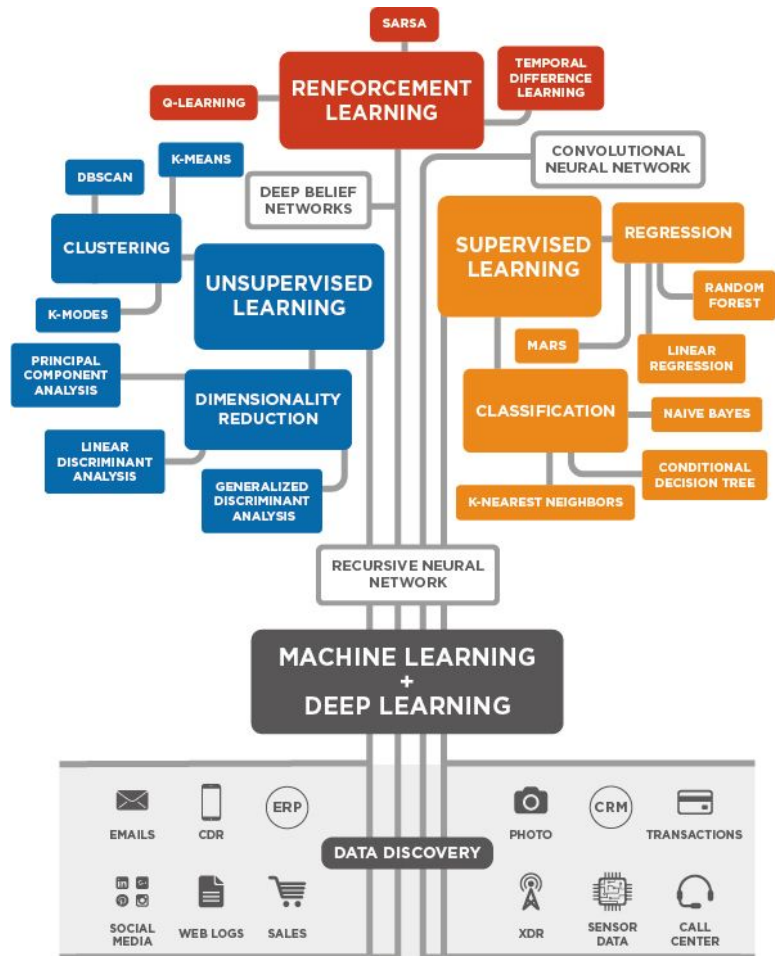 SARSA
RENFORCEMENT
LEARNING
TEMPORAL
DIFFERENCE
LEARNING
Q-LEARNING
CONVOLUTIONAL
NEURAL NETWORK
K-MEANS
DBSCAN
DEEP BELIEF
NETWORKS
CLUSTERING
SUPERVISED
LEARNING
REGRESSION
UNSUPERVISED
LEARNING
RANDOM
FOREST
K-MODES
MARS
LINEAR
REGRESSION
PRINCIPAL
COMPONENT
ANALYSIS
DIMENSIONALITY
REDUCTION
CLASSIFICATION
NAIVE BAYES
LINEAR
DISCRIMINANT
ANALYSIS
CONDITIONAL
DECISION TREE
GENERALIZED
DISCRIMINANT
ANALYSIS
K-NEAREST NEIGHBORS
RECURSIVE NEURAL
NETWORK
MACHINE LEARNING
+
DEEP LEARNING
ERP
CRM
EMAILS
CDR
PHOTO
TRANSACTIONS
DATA DISCOVERY
in
G+
SOCIAL
MEDIA
WEB LOGS
SALES
XDR
SENSOR
DATA
CALL
CENTER